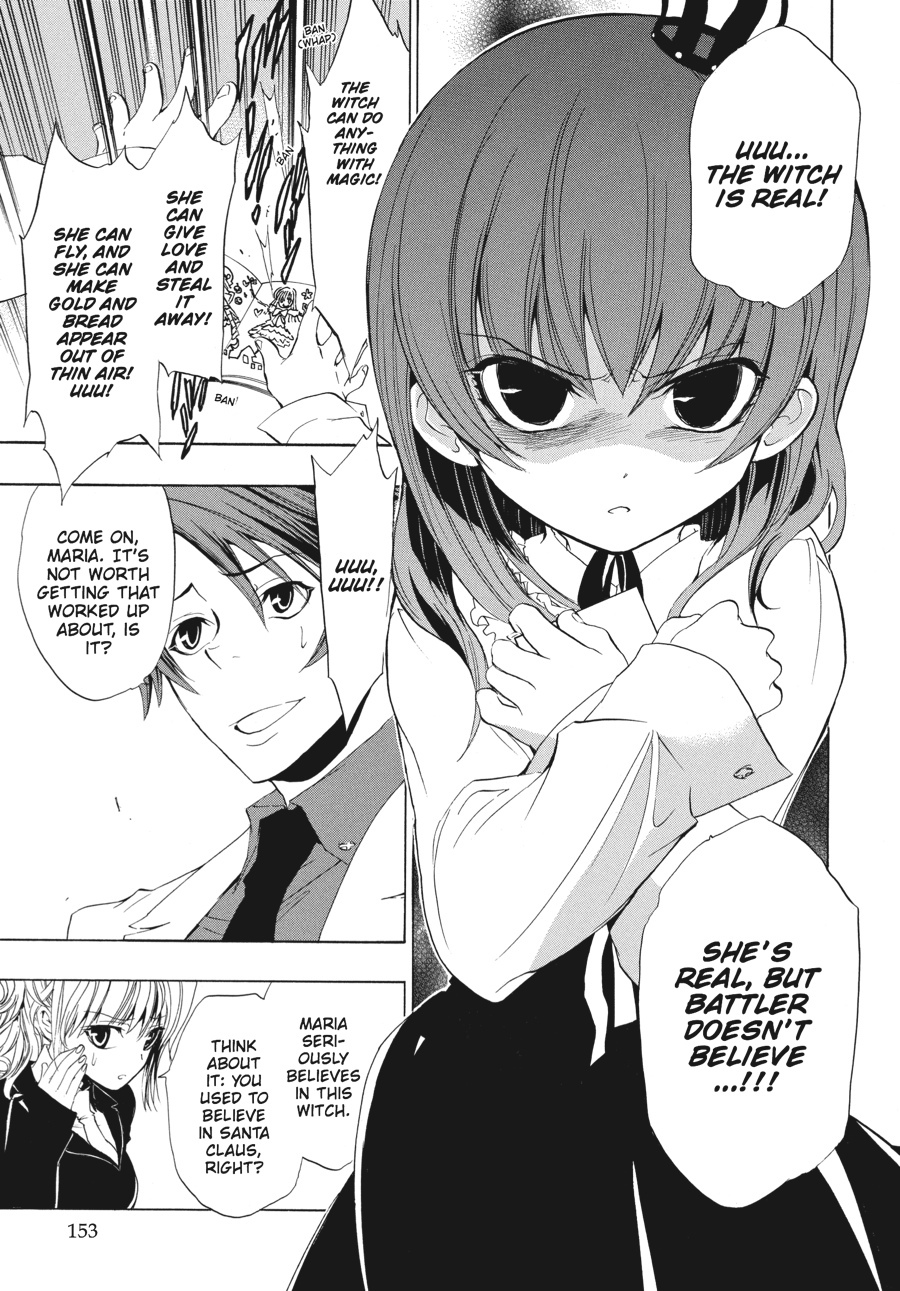 UUU...
THE WITCH
IS REAL!
SHE'S
REAL, BUT
BATTLER
DOESN'T
BELIEVE
...!!!
BAN
(WHAP)
THE
WITCH
CAN DO
ANY-
THING
WITH
MAGIC!
BAN
SHE
CAN
GIVE
LOVE
AND
STEAL
IT
AWAY!
SHE CAN
FLY, AND
SHE CAN
MAKE
GOLD AND
BREAD
APPEAR
OUT OF
THIN AIR!
UUU!
BAN
UUU,
UUU!!
COME ON,
MARIA. IT'S
NOT WORTH
GETTING THAT
WORKED UP
ABOUT, IS
IT?
MARIA
SERI-
OUSLY
BELIEVES
IN THIS
WITCH.
THINK
ABOUT
IT: YOU
USED TO
BELIEVE
IN SANTA
CLAUS,
RIGHT?
153